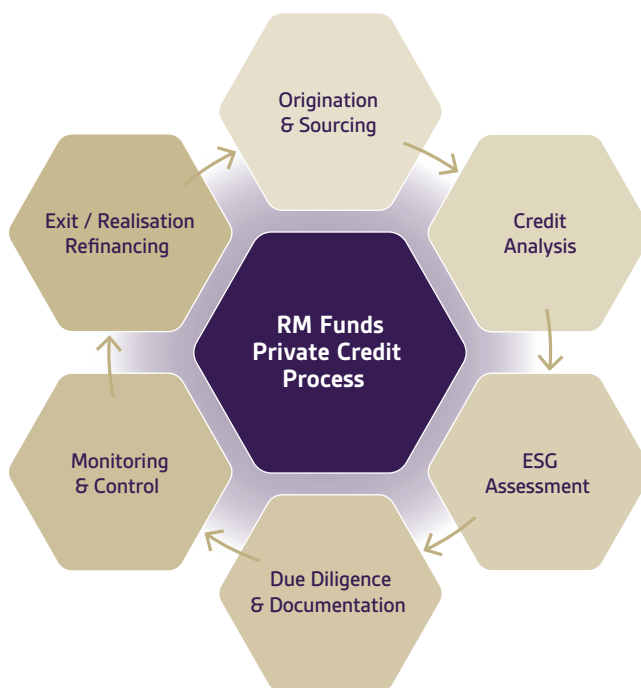 Origination
& Sourcing
Credit
Analysis
ESG
Assessment
Due Diligence
& Documentation
Monitoring
& Control
Exit / Realisation
Refinancing
RM Funds
Private Credit
Process